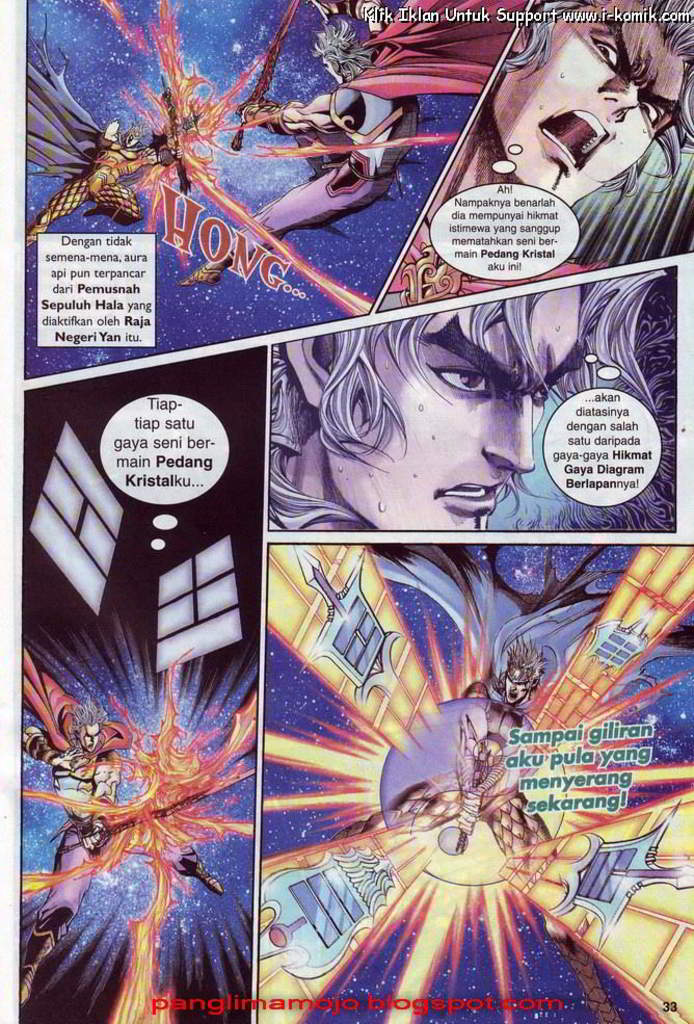 Klik Iklan Untuk Support www.i-komik.com
HONG...
Dengan tidak
semena-mena, aura
api pun terpancar
dari Pemusnah
Sepuluh Hala yang
diaktifkan oleh Raja
Negeri Yan itu.
Ah!
Nampaknya benarlah
dia mempunyai hikmat
istimewa yang sanggup
mematahkan seni ber-
main Pedang Kristal
aku ini!
Tiap-
tiap satu
gaya seni ber-
main Pedang
Kristalku...
...akan
diatasinya
dengan salah
satu daripada
gaya-gaya Hikmat
Gaya Diagram
Berlapannya!
Sampai giliran
aku pula yang
menyerang
sekarang!
panglimamojo.blogspot.com
33